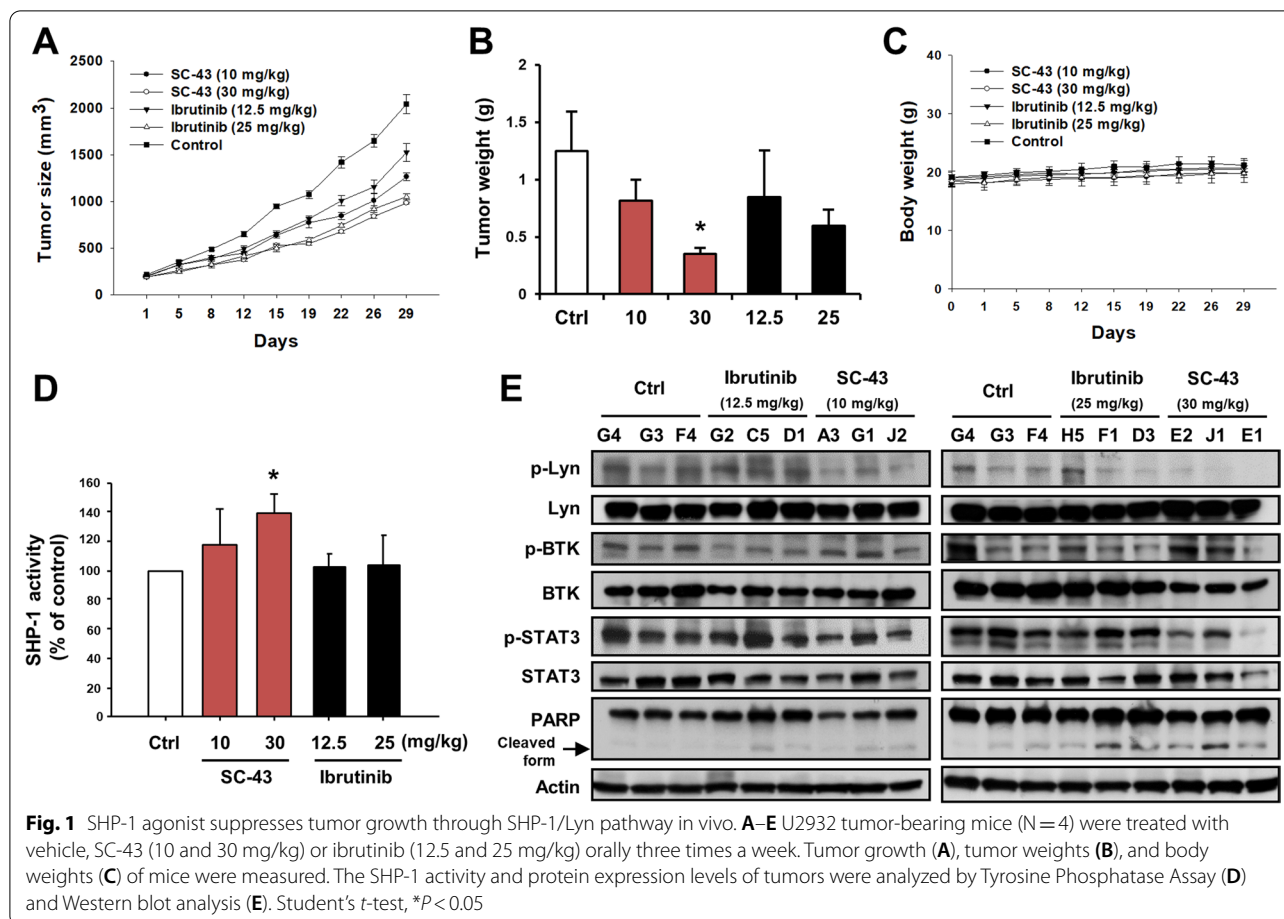 A
Tumor size (mm3)
2500
2000
1500
1000
500
0
SC-43 (10 mg/kg)
SC-43 (30 mg/kg)
Ibrutinib (12.5 mg/kg)
Ibrutinib (25 mg/kg)
Control
1 5 8 12 15 19 22 26 29
Days
B
Tumor weight (g)
2
1.5
1
0.5
0
*
Ctrl 10 30 12.5 25
C
Body weight (g)
40
30
20
10
0
SC-43 (10 mg/kg)
SC-43 (30 mg/kg)
Ibrutinib (12.5 mg/kg)
Ibrutinib (25 mg/kg)
Control
0 1 5 8 12 15 19 22 26 29
Days
D
SHP-1 activity
(% of control)
160
140
120
100
80
60
40
20
0
*
Ctrl 10 30 12.5 25 (mg/kg)
SC-43 Ibrutinib
E
Ctrl Ibrutinib SC-43
(12.5 mg/kg) (10 mg/kg)
G4 G3 F4 G2 C5 D1 A3 G1 J2
Ctrl Ibrutinib SC-43
(25 mg/kg) (30 mg/kg)
G4 G3 F4 H5 F1 D3 E2 J1 E1
p-Lyn
Lyn
p-BTK
BTK
p-STAT3
STAT3
PARP
Cleaved
form
Actin
Fig. 1 SHP-1 agonist suppresses tumor growth through SHP-1/Lyn pathway in vivo. A–E U2932 tumor-bearing mice (N = 4) were treated with
vehicle, SC-43 (10 and 30 mg/kg) or ibrutinib (12.5 and 25 mg/kg) orally three times a week. Tumor growth (A), tumor weights (B), and body
weights (C) of mice were measured. The SHP-1 activity and protein expression levels of tumors were analyzed by Tyrosine Phosphatase Assay (D)
and Western blot analysis (E). Student's t-test, *P < 0.05